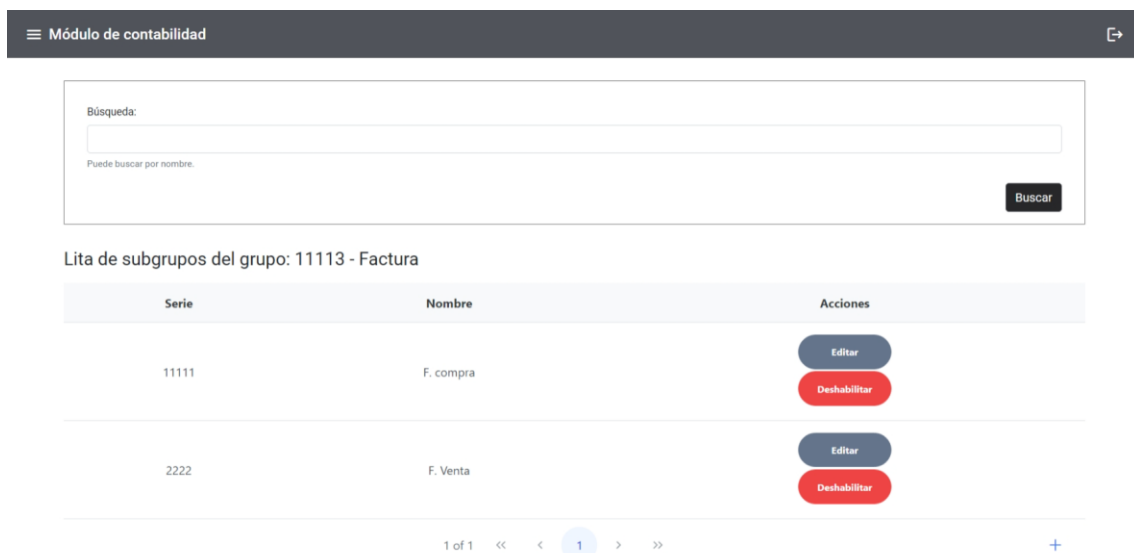 Módulo de contabilidad
Búsqueda:
Puede buscar por nombre.
Buscar
Lita de subgrupos del grupo: 11113 - Factura
Serie Nombre Acciones
Editar
11111 F. compra
Deshabilitar
Editar
2222 F. Venta
Deshabilitar
1 of 1 << < 1 > >> +